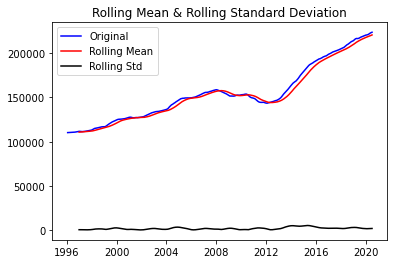 Rolling Mean & Rolling Standard Deviation
Original
Rolling Mean
Rolling Std
200000
150000
100000
50000
0
1996 2000 2004 2008 2012 2016 2020